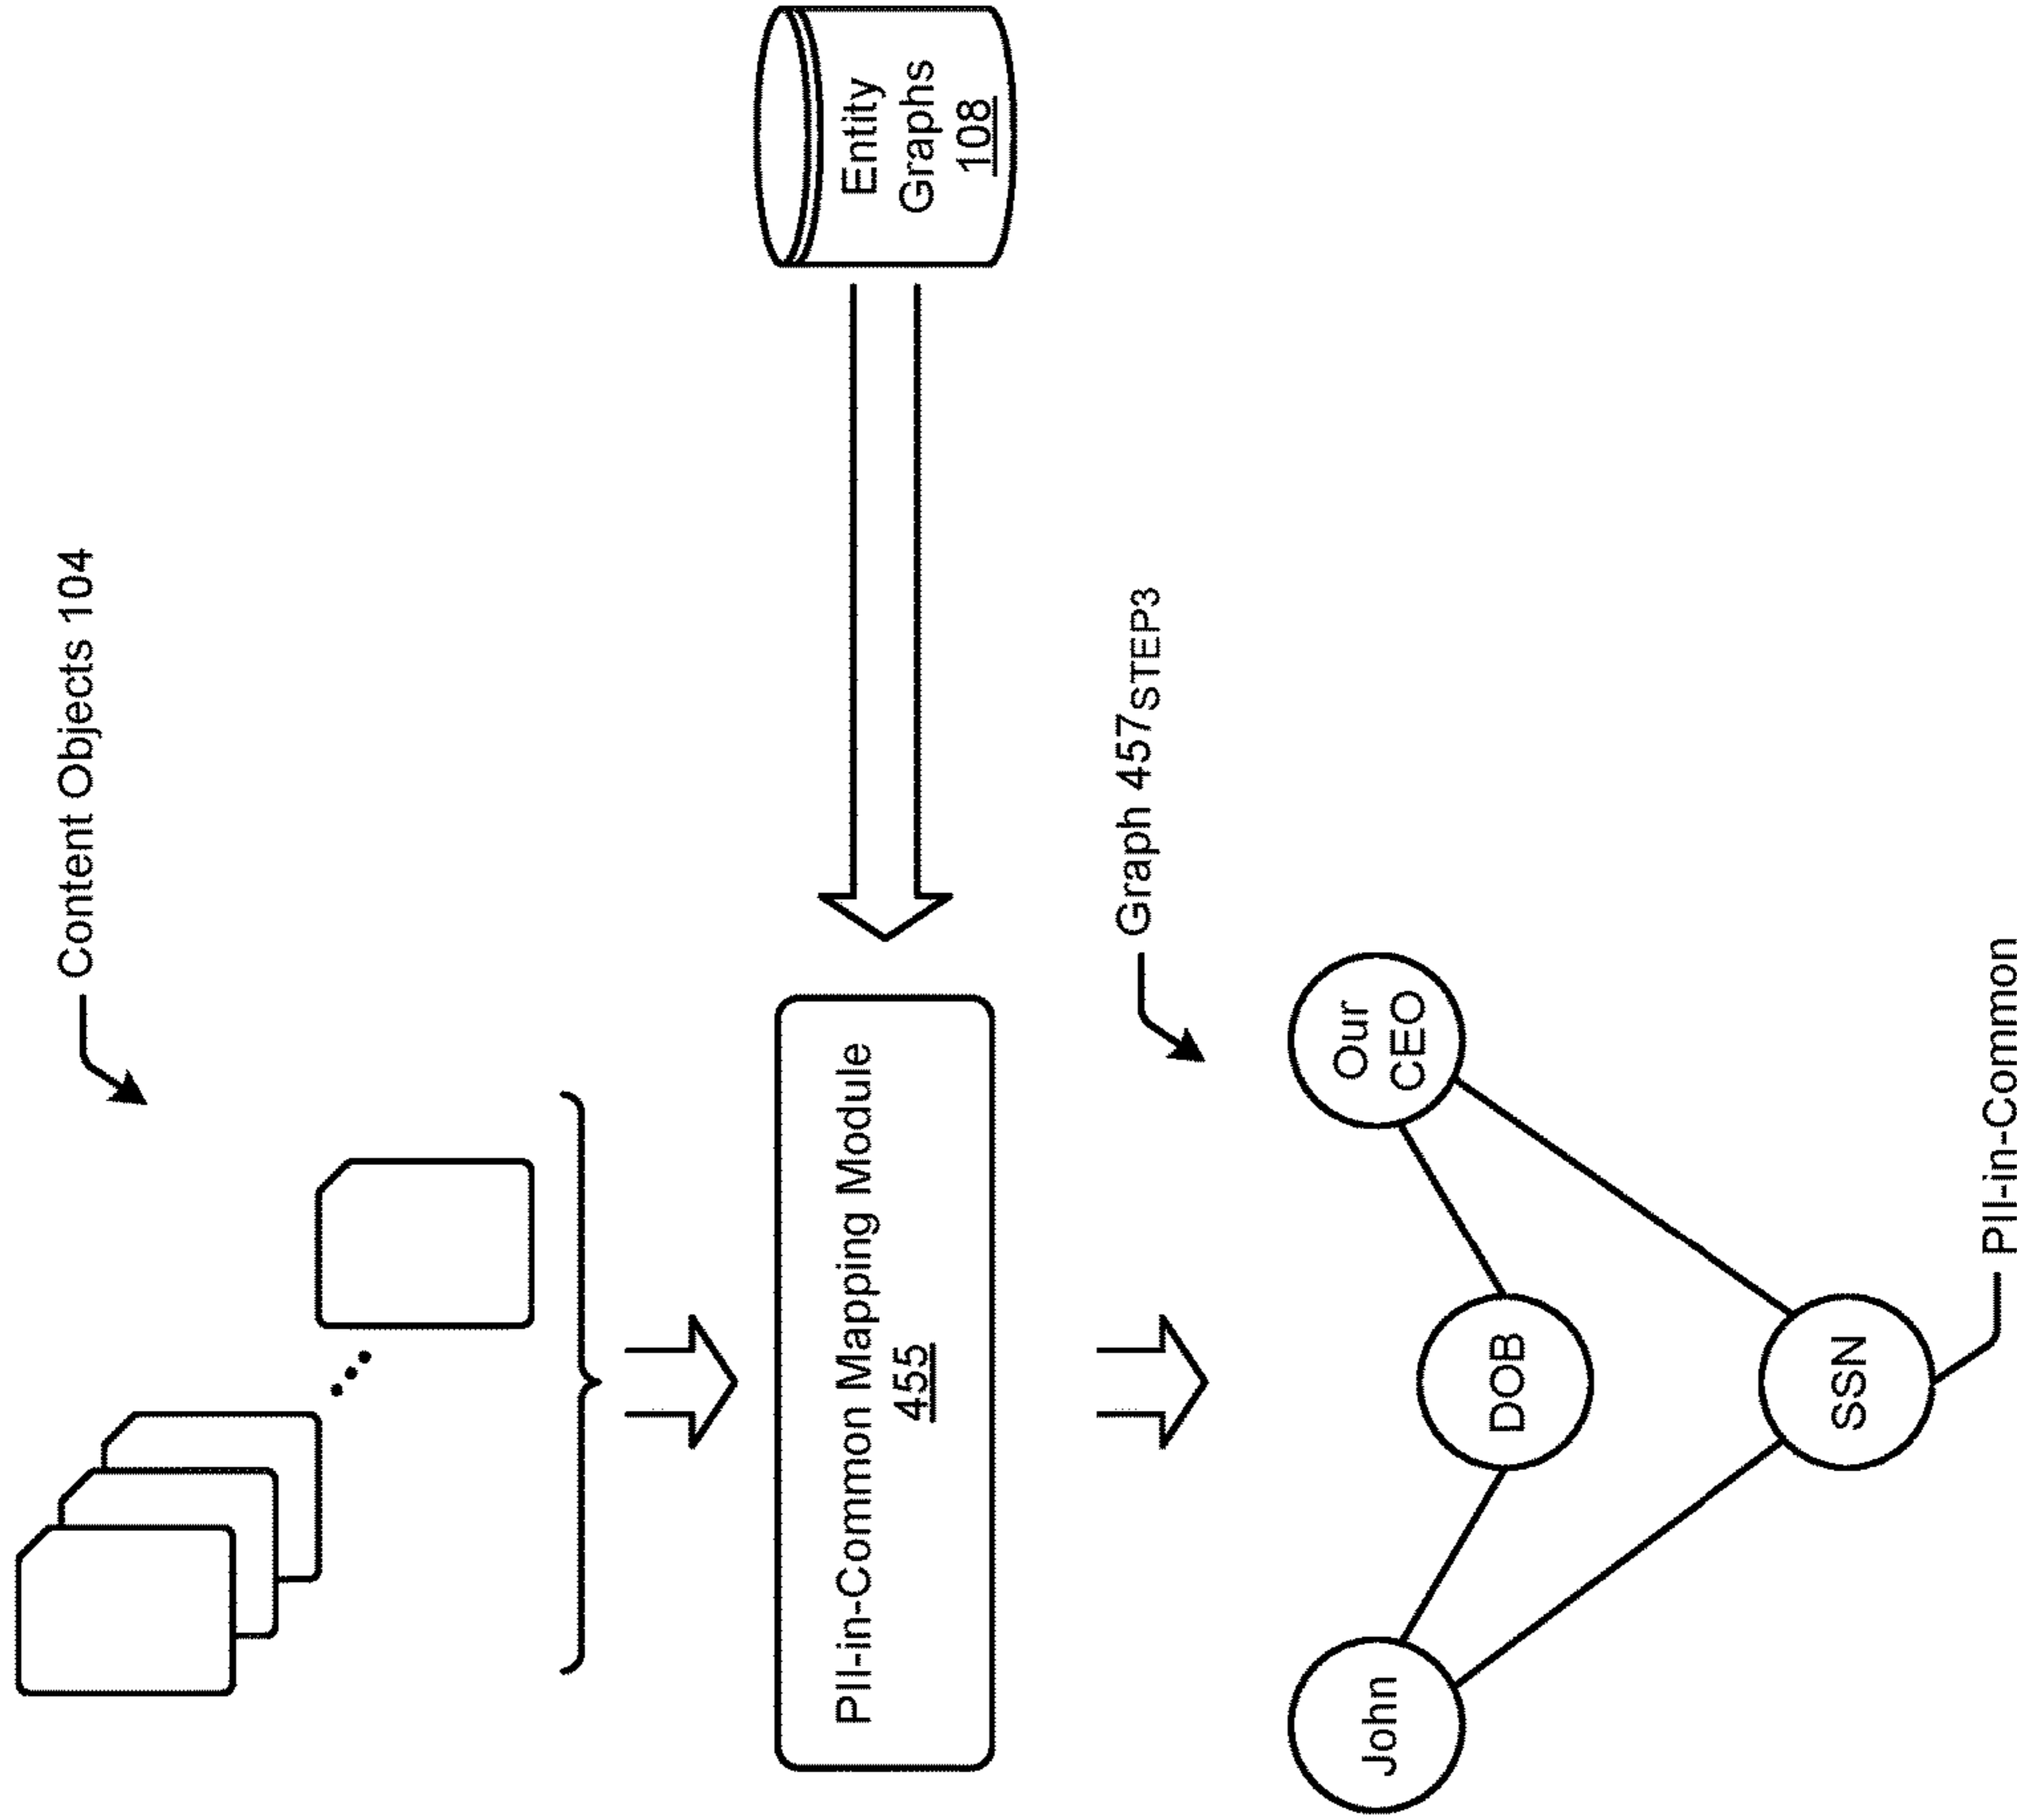 Content Objects 104
PII-in-Common Mapping Module
455
Entity
Graphs
108
Graph 457STEP3
John
DOB
Our
CEO
SSN
PII-in-Common